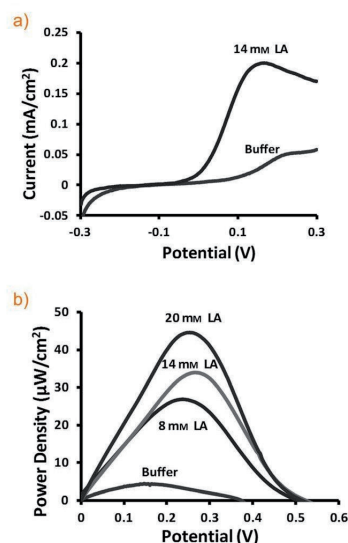 a)
14 mM LA
Buffer
Current (mA/cm²)
0.25
0.20
0.15
0.10
0.05
0
-0.05
-0.3
-0.1
0.1
0.3
Potential (V)
b)
20 mM LA
14 mM LA
8 mM LA
Buffer
Power Density (µW/cm²)
50
40
30
20
10
0
0
0.1
0.2
0.3
0.4
0.5
0.6
Potential (V)